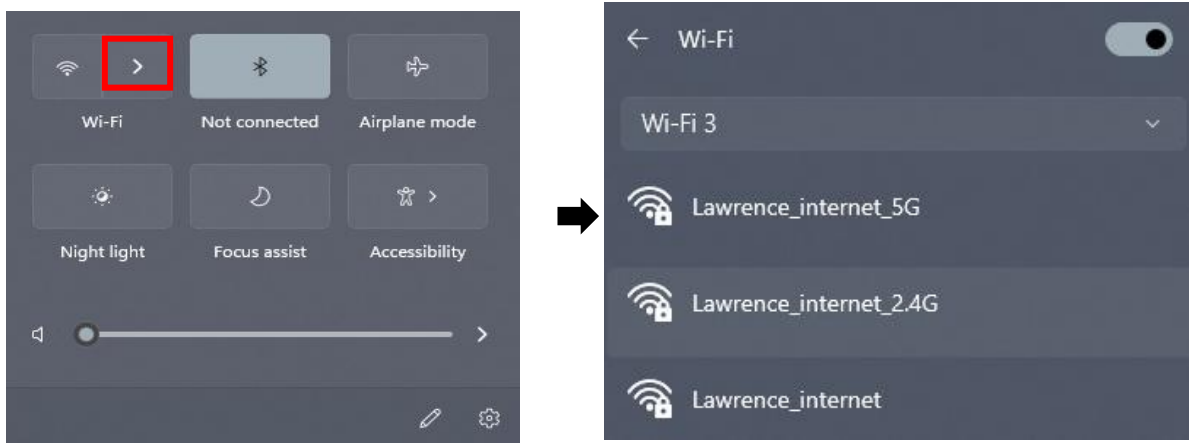 Wi-Fi
Not connected
Airplane mode
Night light
Focus assist
Accessibility
Wi-Fi
Wi-Fi 3
Lawrence_internet_5G
Lawrence_internet_2.4G
Lawrence_internet